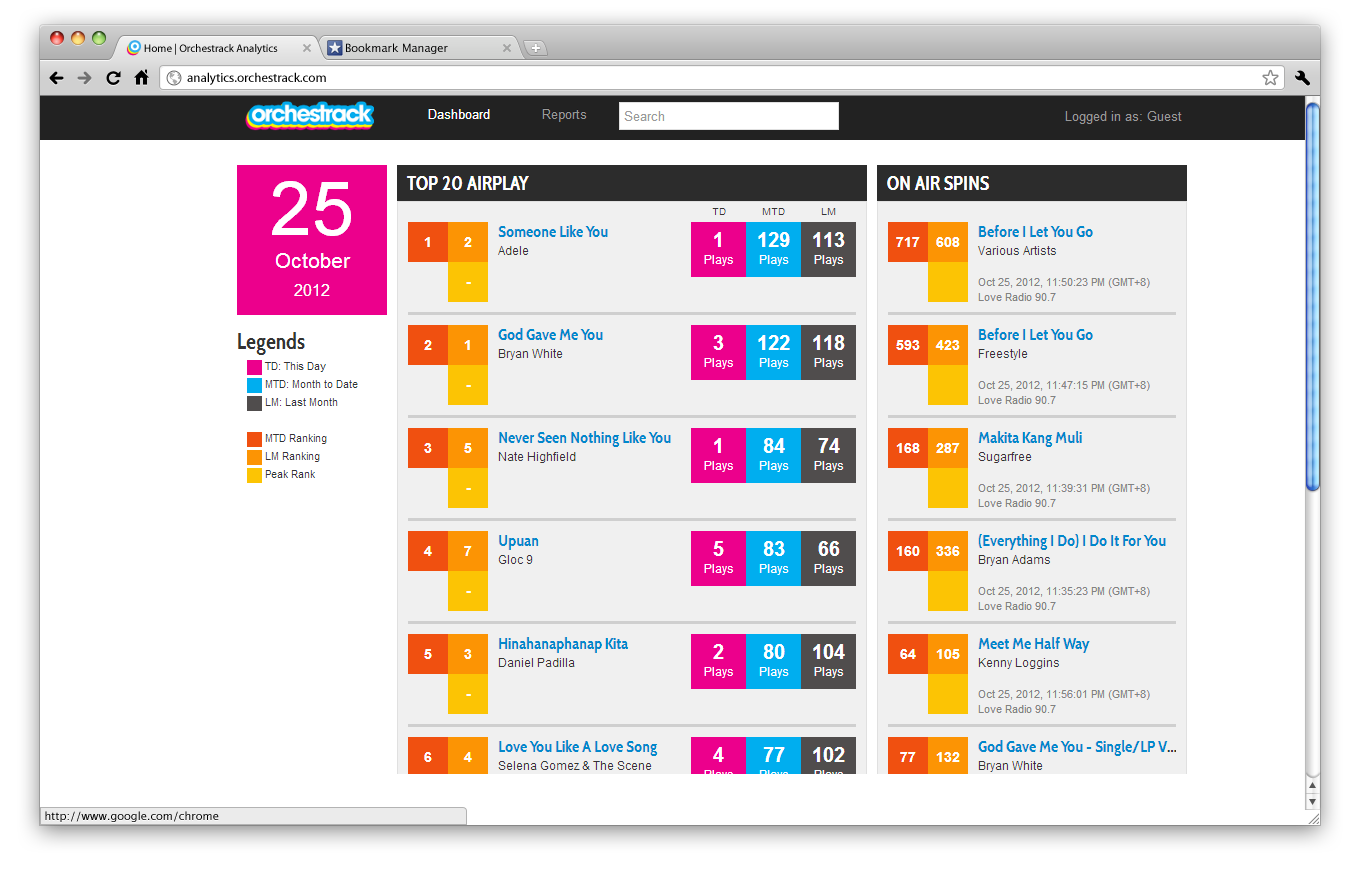 Home | Orchestrack Analytics
Bookmark Manager
analytics.orchestrack.com
orchestrack
Dashboard
Reports
Search
Logged in as: Guest
25
October
2012
Legends
TD: This Day
MTD: Month to Date
LM: Last Month
MTD Ranking
LM Ranking
Peak Rank
TOP 20 AIRPLAY
TD MTD LM
1 2 Someone Like You 1 129 113
Adele Plays Plays Plays
-
2 1 God Gave Me You 3 122 118
Bryan White Plays Plays Plays
-
3 5 Never Seen Nothing Like You 1 84 74
Nate Highfield Plays Plays Plays
-
4 7 Upuan 5 83 66
Gloc 9 Plays Plays Plays
-
5 3 Hinahanaphanap Kita 2 80 104
Daniel Padilla Plays Plays Plays
-
6 4 Love You Like A Love Song 4 77 102
Selena Gomez & The Scene Plays Plays Plays
ON AIR SPINS
717 608 Before I Let You Go
Various Artists
Oct 25, 2012, 11:50:23 PM (GMT+8)
Love Radio 90.7
593 423 Before I Let You Go
Freestyle
Oct 25, 2012, 11:47:15 PM (GMT+8)
Love Radio 90.7
168 287 Makita Kang Muli
Sugarfree
Oct 25, 2012, 11:39:31 PM (GMT+8)
Love Radio 90.7
160 336 (Everything I Do) I Do It For You
Bryan Adams
Oct 25, 2012, 11:35:23 PM (GMT+8)
Love Radio 90.7
64 105 Meet Me Half Way
Kenny Loggins
Oct 25, 2012, 11:56:01 PM (GMT+8)
Love Radio 90.7
77 132 God Gave Me You - Single/LP V...
Bryan White
http://www.google.com/chrome